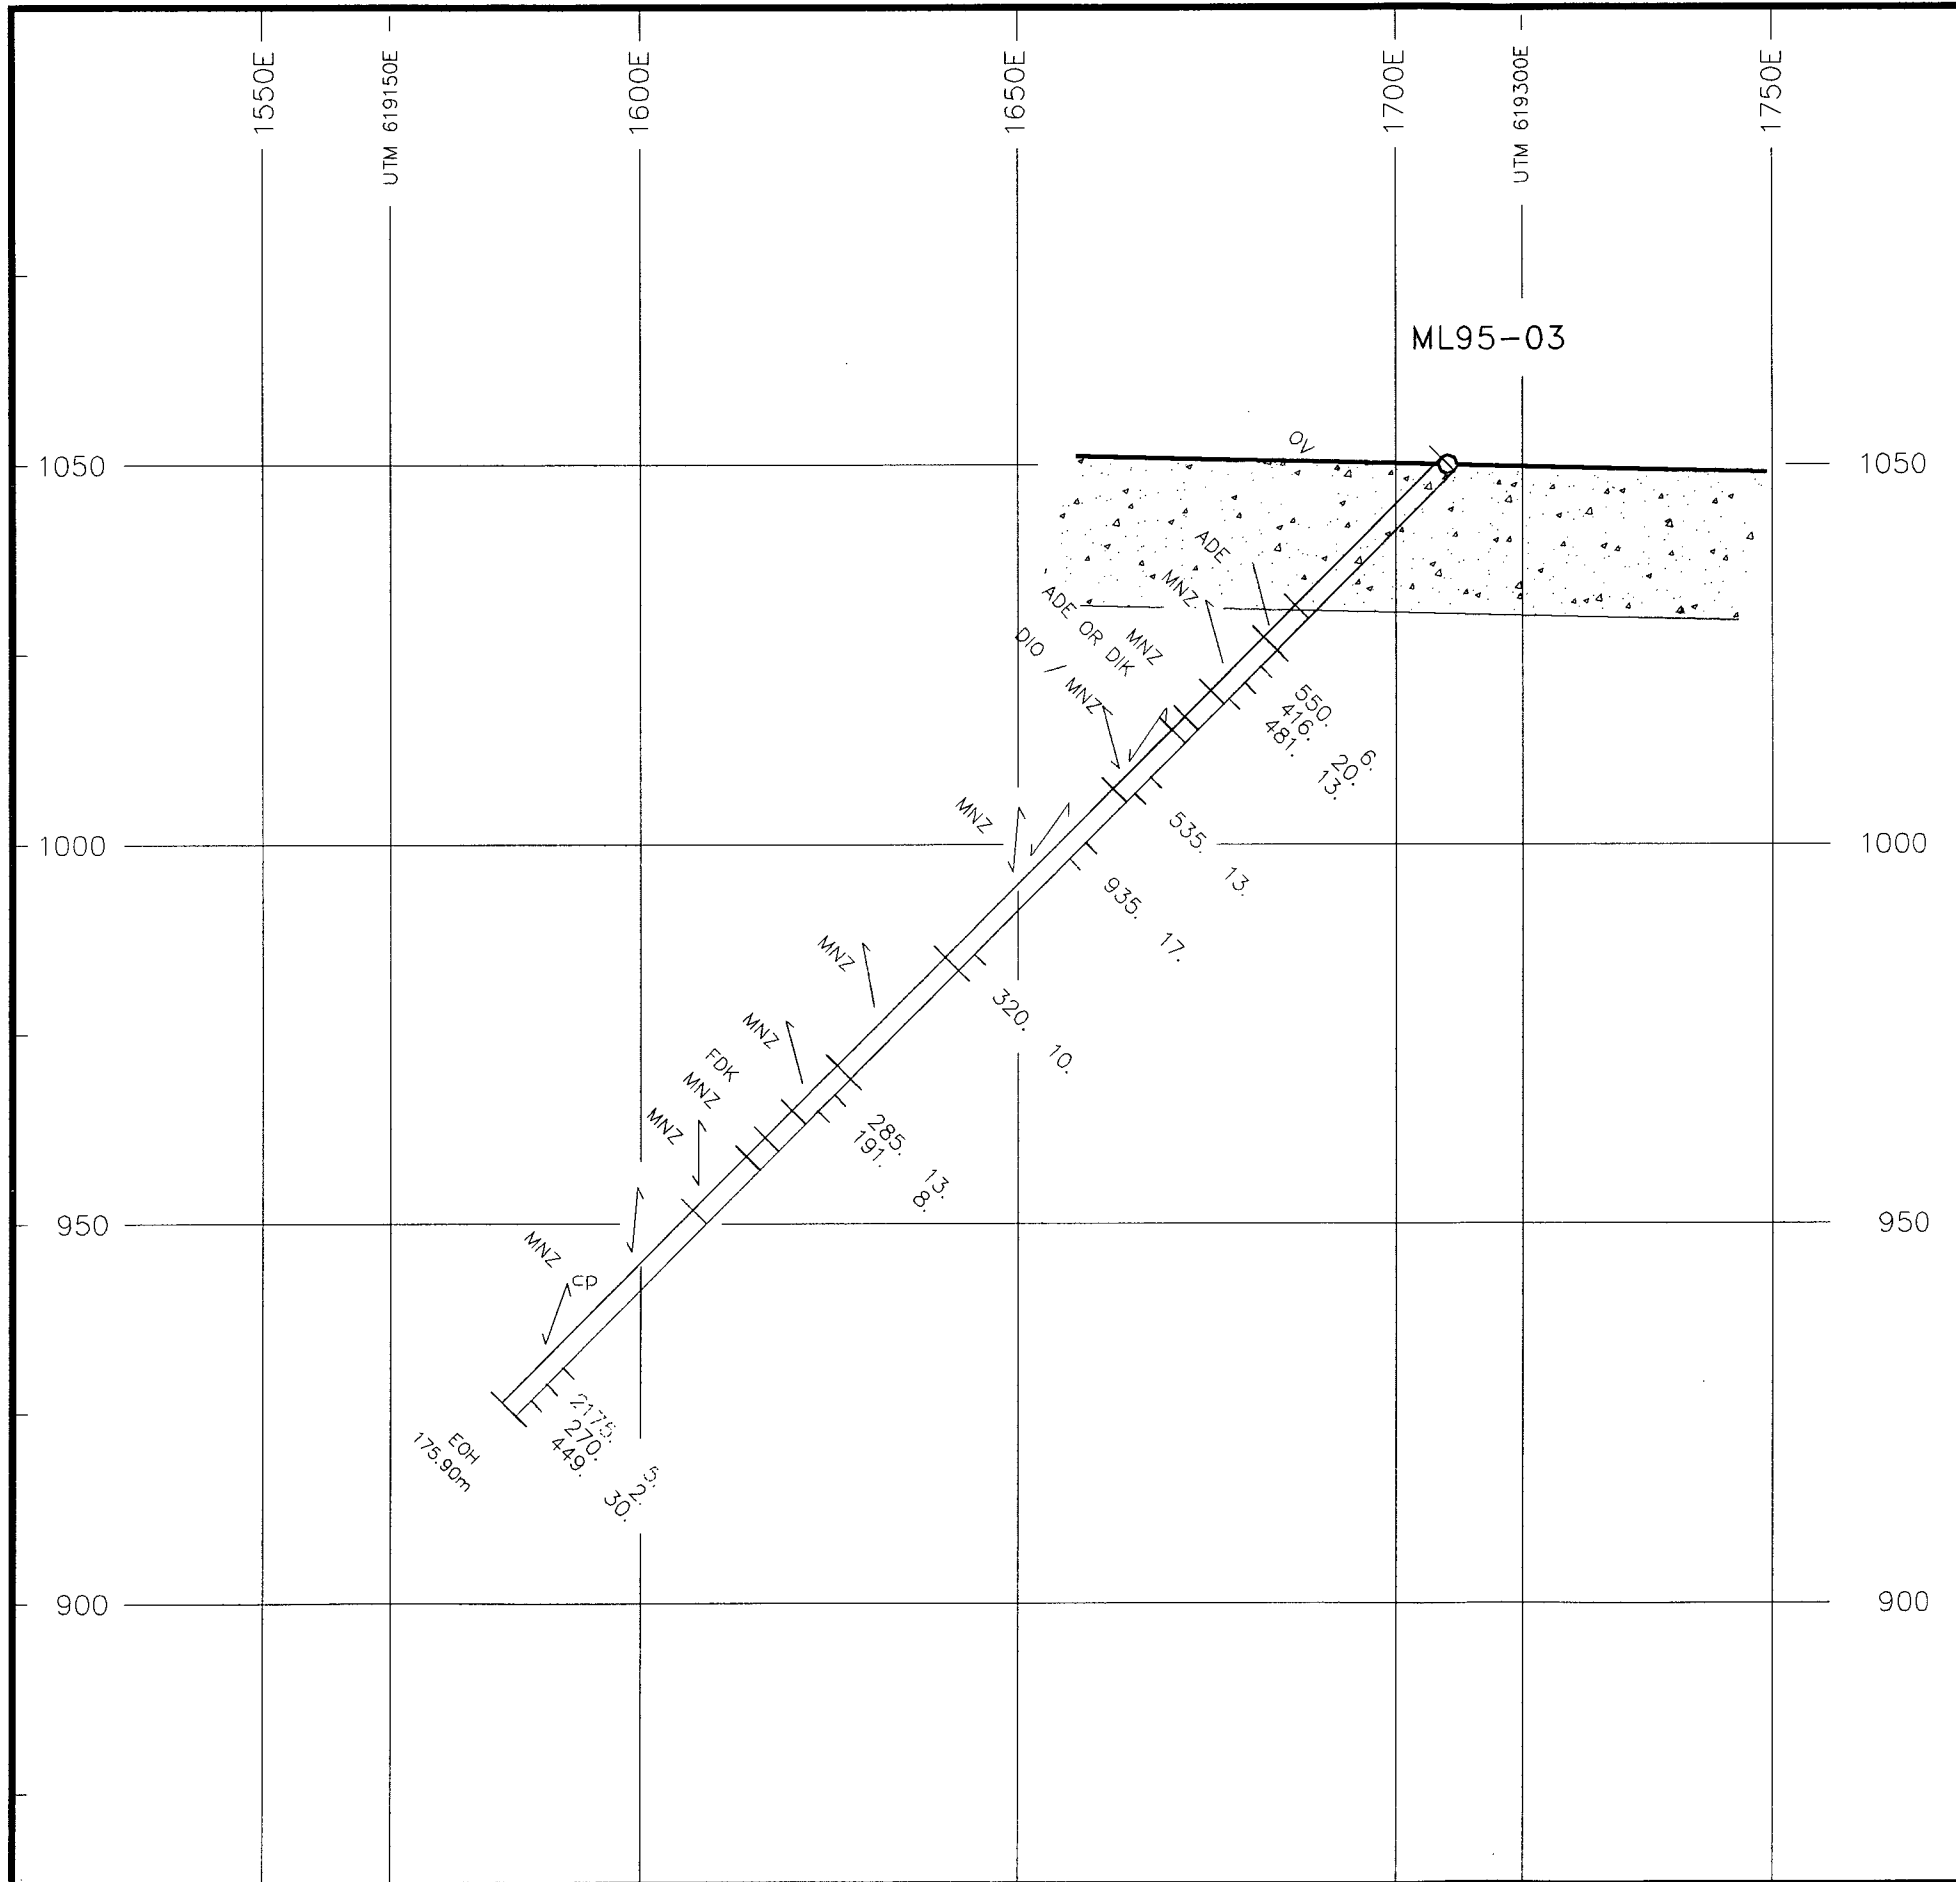 1550E
UTM 619150E
1600E
1650E
1700E
UTM 619300E
1750E
ML95-03
OV
1050
1050
ADE
MNZ
MNZ
ADE OR DIK
DIO / MNZ
550.   6.
416.   20.
481.   13.
MNZ
535.   13.
1000
1000
935.   17.
MNZ
320.   10.
MNZ
FDK
MNZ
285.   13.
191.   8.
MNZ
950
950
MNZ
cp
2175.   5.
270.   2.
449.   30.
EOH
175.90m
900
900